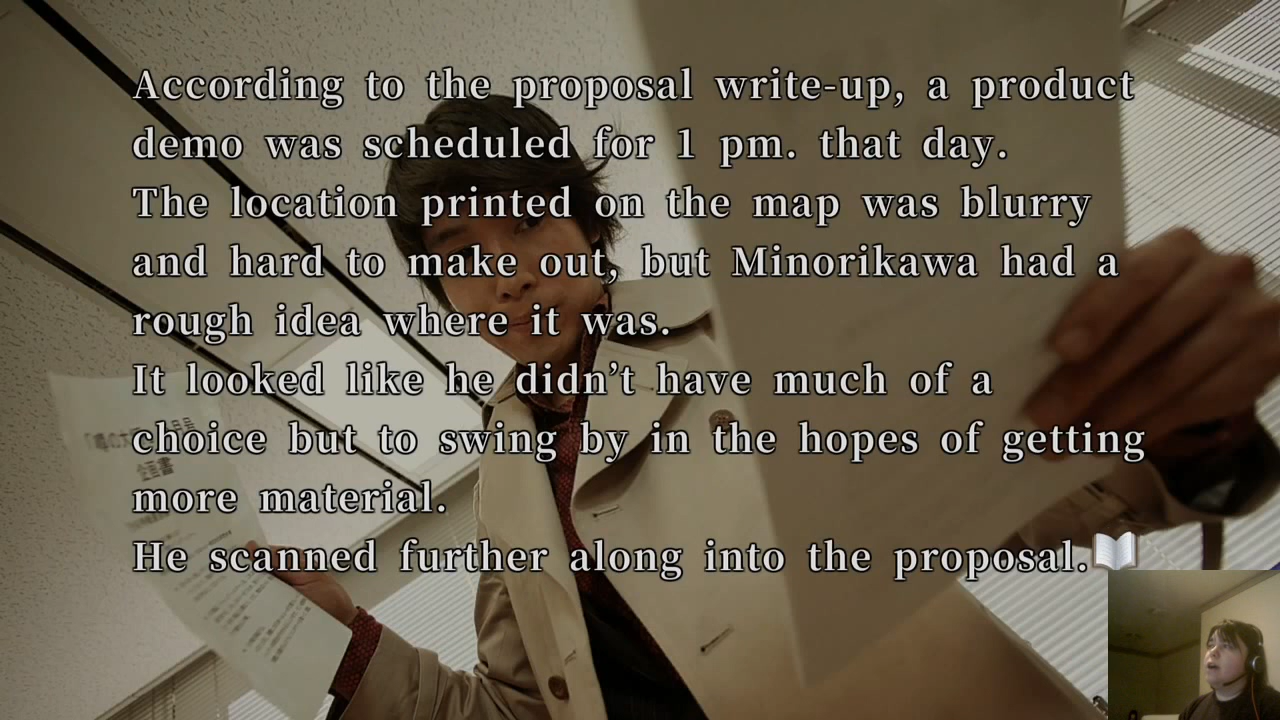 According to the proposal write-up, a product
demo was scheduled for 1 pm. that day.
The location printed on the map was blurry
and hard to make out, but Minorikawa had a
rough idea where it was.
It looked like he didn't have much of a
choice but to swing by in the hopes of getting
more material.
He scanned further along into the proposal.